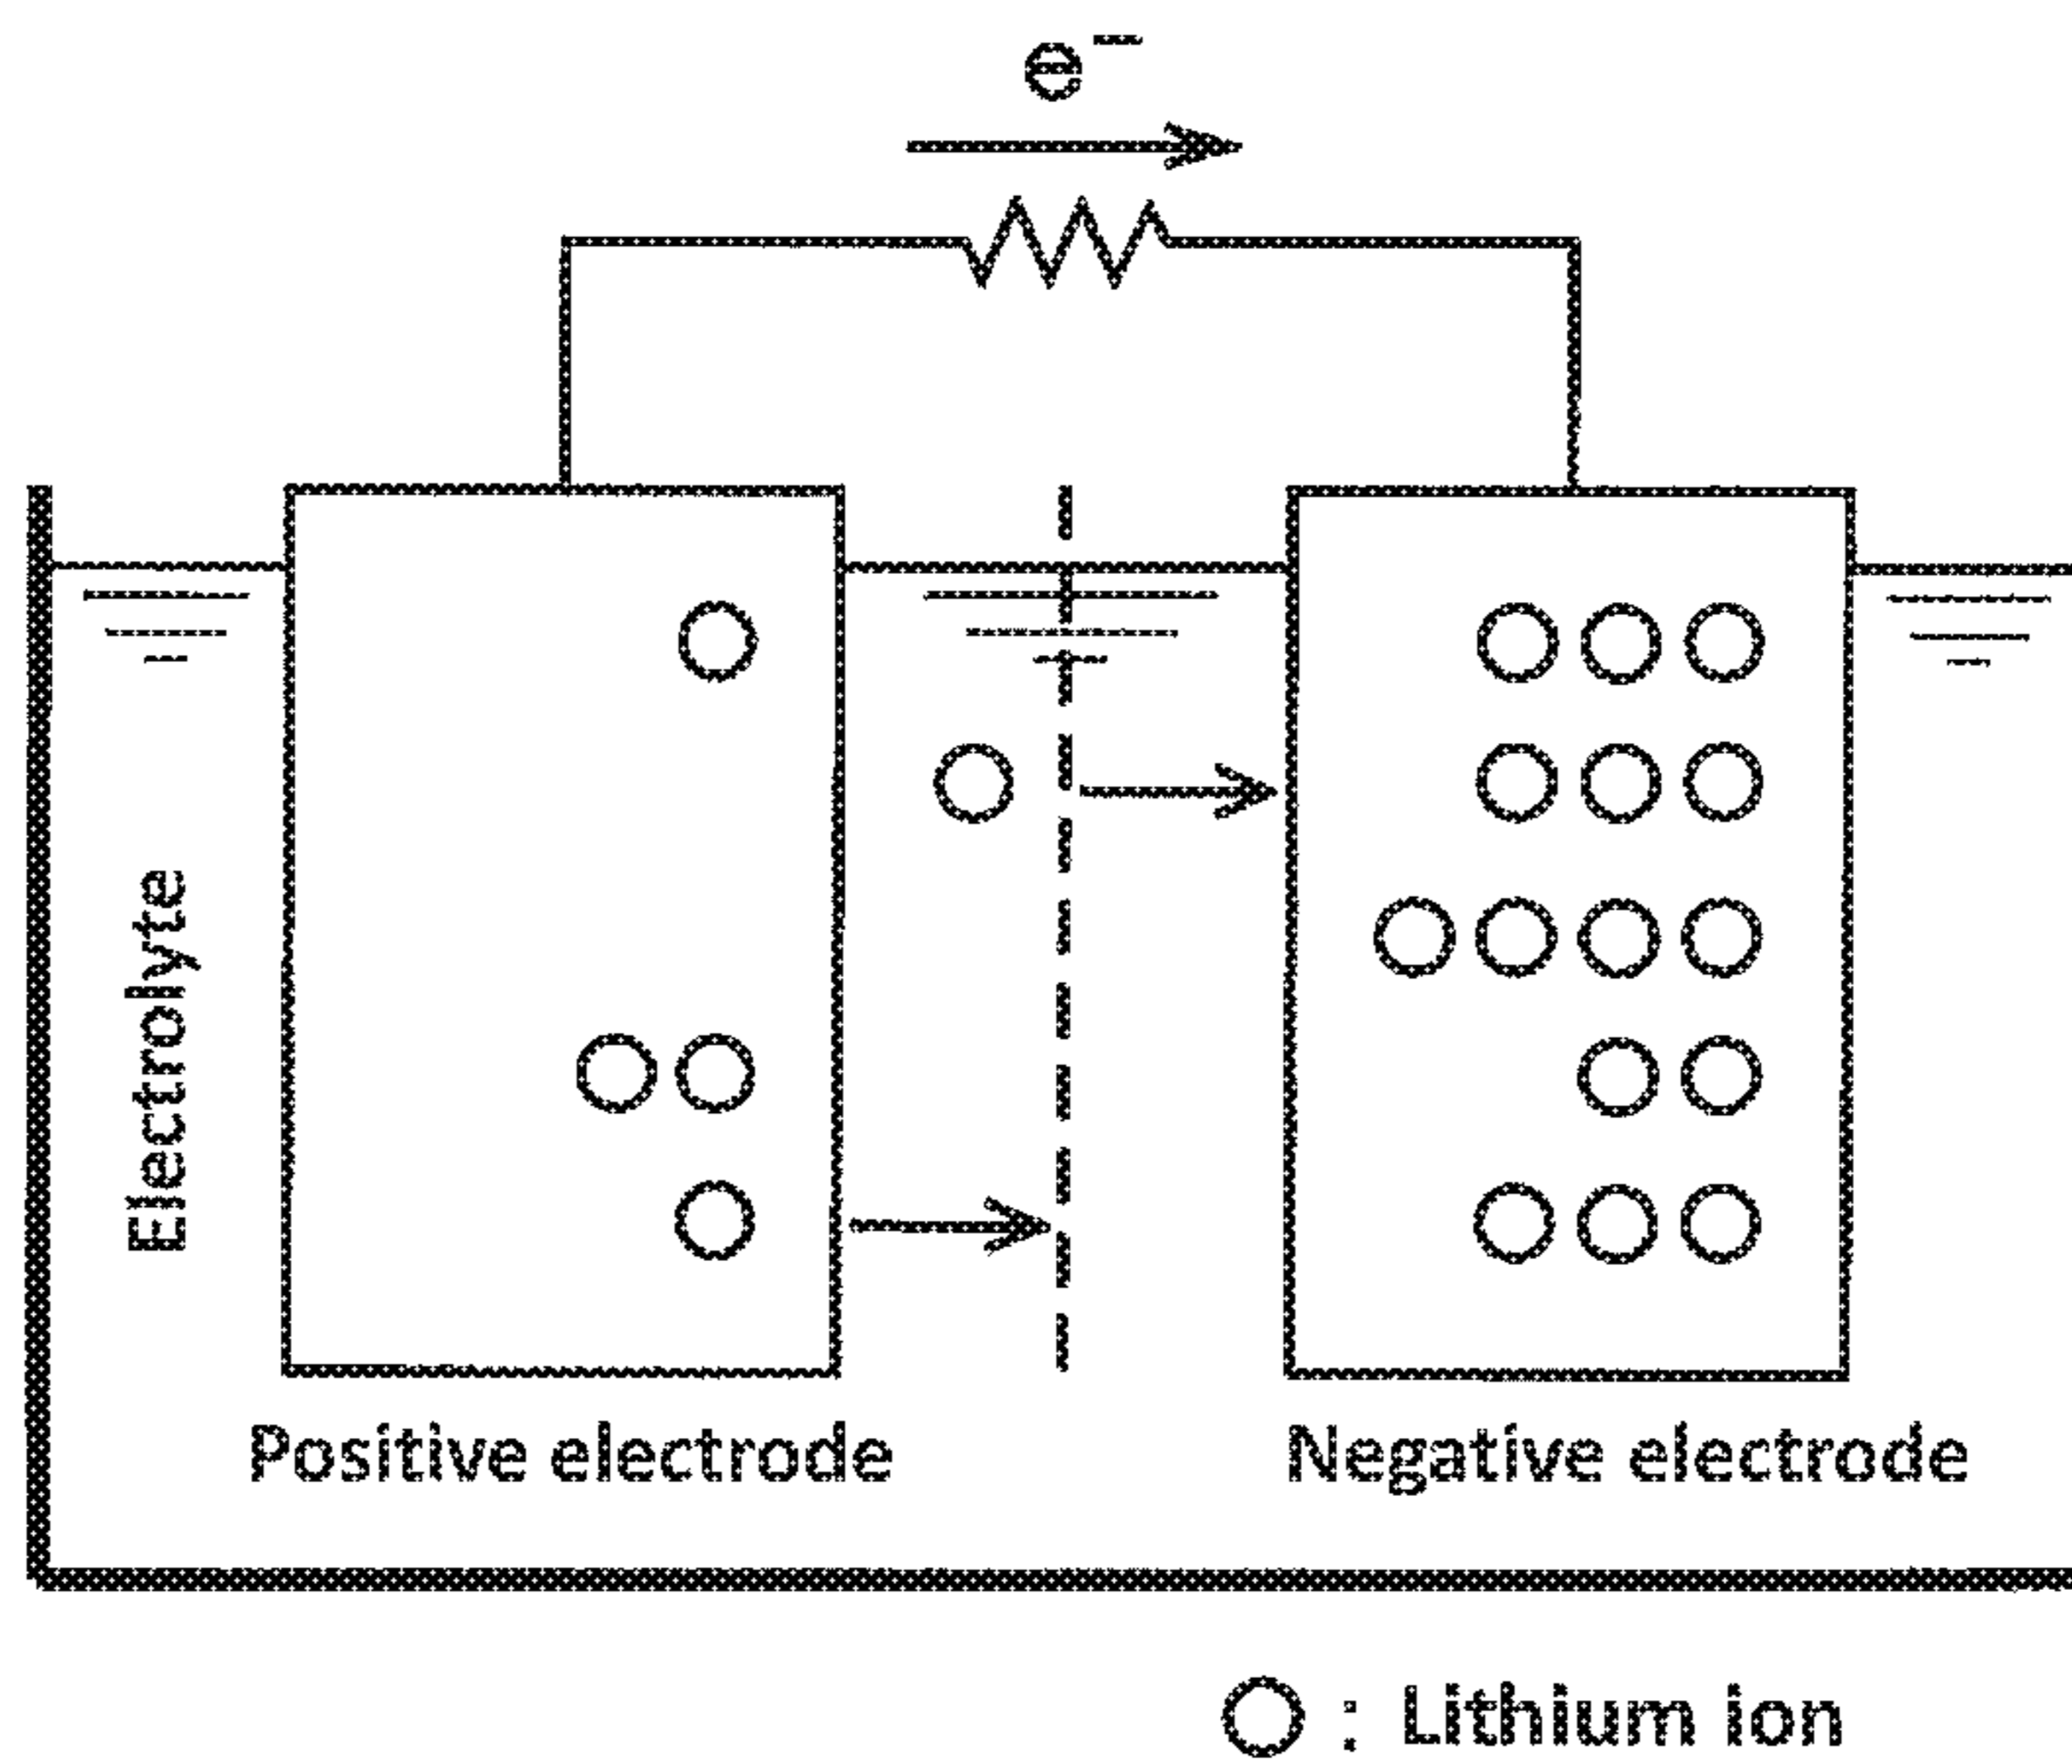 e⁻
Electrolyte
Positive electrode
Negative electrode
: Lithium ion